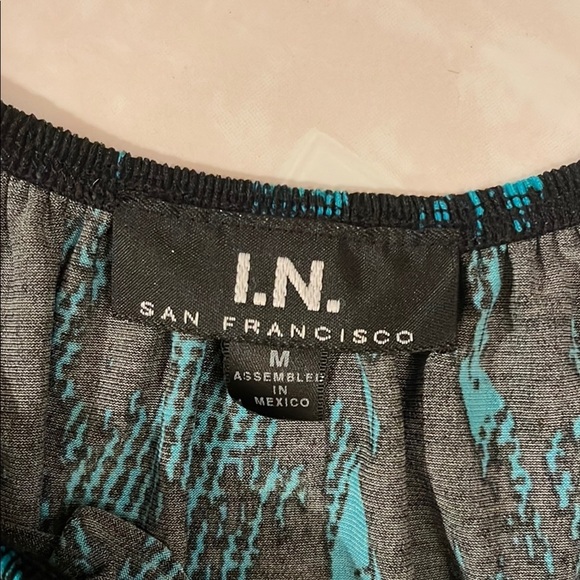 I.N.
SAN FRANCISCO
M
ASSEMBLED
IN
MEXICO